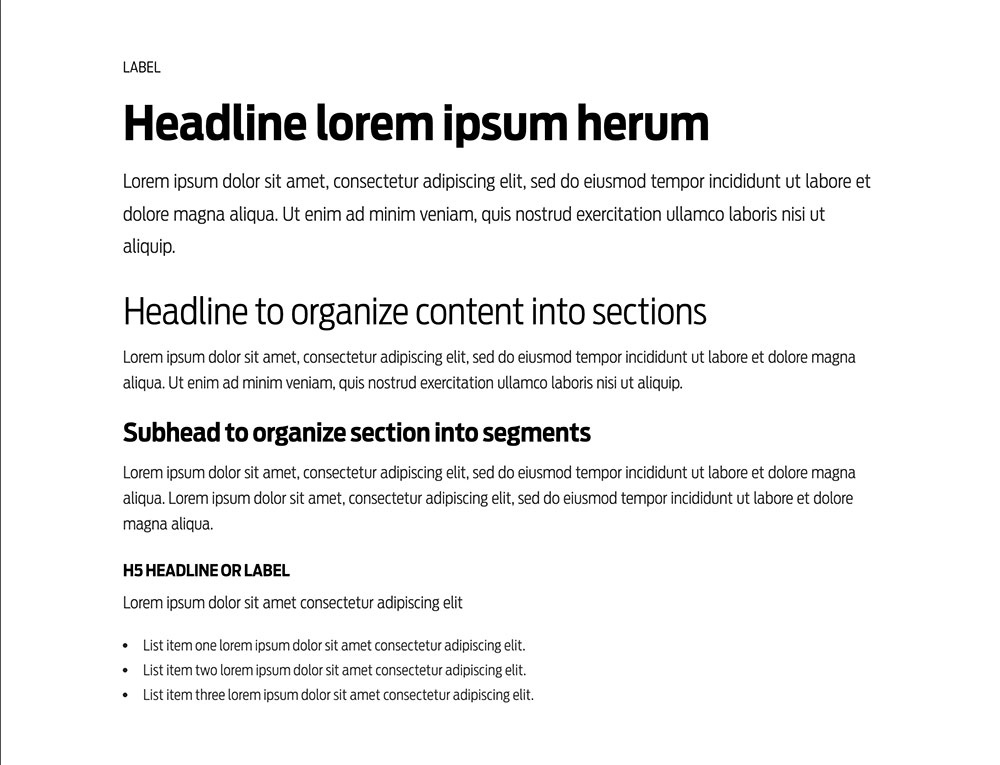 LABEL
Headline lorem ipsum herum
Lorem ipsum dolor sit amet, consectetur adipiscing elit, sed do eiusmod tempor incididunt ut labore et
dolore magna aliqua. Ut enim ad minim veniam, quis nostrud exercitation ullamco laboris nisi ut
aliquip.
Headline to organize content into sections
Lorem ipsum dolor sit amet, consectetur adipiscing elit, sed do eiusmod tempor incididunt ut labore et dolore magna
aliqua. Ut enim ad minim veniam, quis nostrud exercitation ullamco laboris nisi ut aliquip.
Subhead to organize section into segments
Lorem ipsum dolor sit amet, consectetur adipiscing elit, sed do eiusmod tempor incididunt ut labore et dolore magna
aliqua. Lorem ipsum dolor sit amet, consectetur adipiscing elit, sed do eiusmod tempor incididunt ut labore et dolore
magna aliqua.
H5 HEADLINE OR LABEL
Lorem ipsum dolor sit amet consectetur adipiscing elit
• List item one lorem ipsum dolor sit amet consectetur adipiscing elit.
• List item two lorem ipsum dolor sit amet consectetur adipiscing elit.
• List item three lorem ipsum dolor sit amet consectetur adipiscing elit.